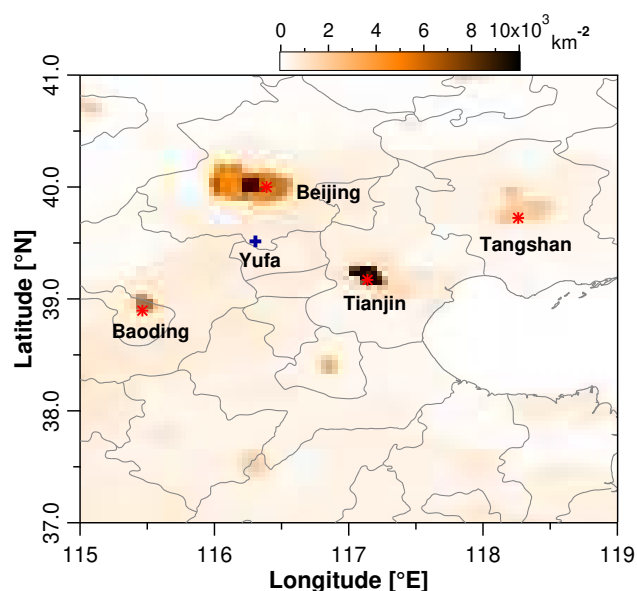 0 2 4 6 8 10x10³ km⁻²
41.0
40.0
39.0
38.0
37.0
Latitude [°N]
Beijing
Tangshan
Yufa
Tianjin
Baoding
115 116 117 118 119
Longitude [°E]